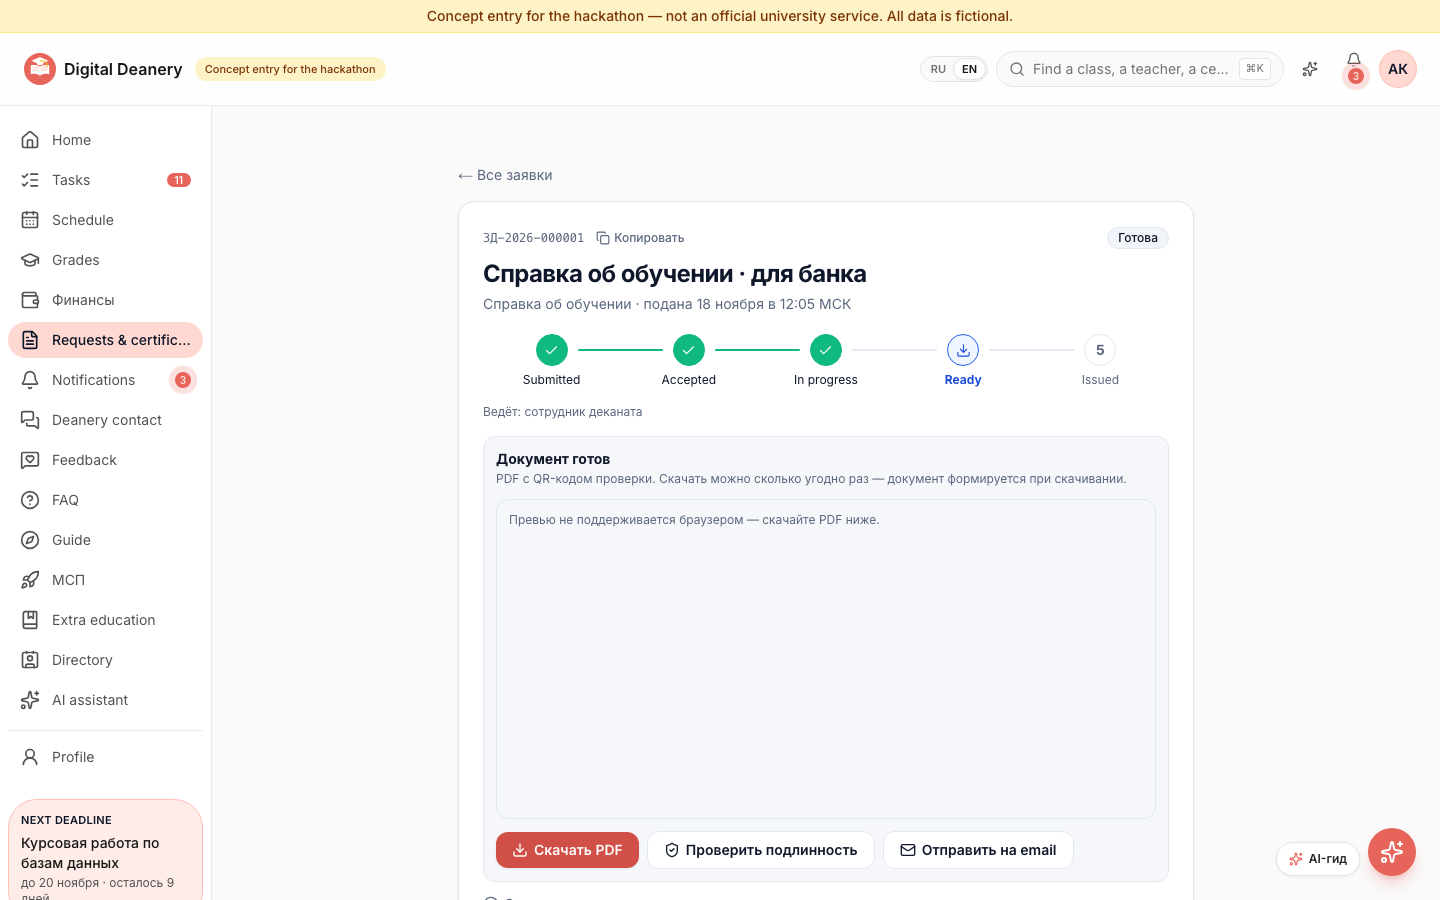 Concept entry for the hackathon — not an official university service. All data is fictional.
Digital Deanery
Concept entry for the hackathon
RU
EN
Find a class, a teacher, a ce...
⌘K
3
АК
Home
Tasks
11
Schedule
Grades
Финансы
Requests & certific...
Notifications
3
Deanery contact
Feedback
FAQ
Guide
МСП
Extra education
Directory
AI assistant
Profile
NEXT DEADLINE
Курсовая работа по
базам данных
до 20 ноября · осталось 9
дней
← Все заявки
ЗД-2026-000001
Копировать
Готова
Справка об обучении · для банка
Справка об обучении · подана 18 ноября в 12:05 МСК
Submitted
Accepted
In progress
Ready
5
Issued
Ведёт: сотрудник деканата
Документ готов
PDF с QR-кодом проверки. Скачать можно сколько угодно раз — документ формируется при скачивании.
Превью не поддерживается браузером — скачайте PDF ниже.
Скачать PDF
Проверить подлинность
Отправить на email
AI-гид